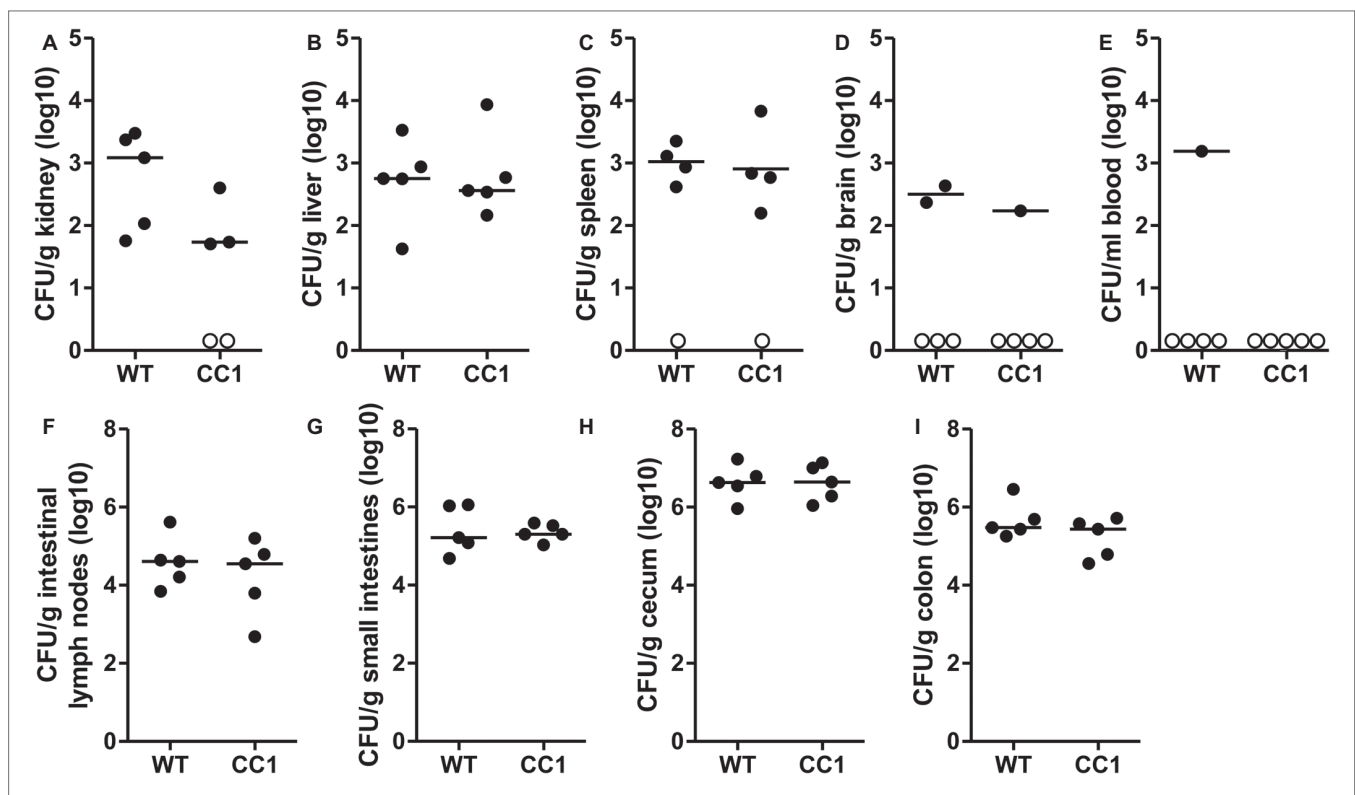 A
CFU/g kidney (log10)
5
4
3
2
1
0
WT CC1
B
CFU/g liver (log10)
5
4
3
2
1
0
WT CC1
C
CFU/g spleen (log10)
5
4
3
2
1
0
WT CC1
D
CFU/g brain (log10)
5
4
3
2
1
0
WT CC1
E
CFU/ml blood (log10)
5
4
3
2
1
0
WT CC1
F
CFU/g intestinal
lymph nodes (log10)
8
6
4
2
0
WT CC1
G
CFU/g small intestines (log10)
8
6
4
2
0
WT CC1
H
CFU/g cecum (log10)
8
6
4
2
0
WT CC1
I
CFU/g colon (log10)
8
6
4
2
0
WT CC1